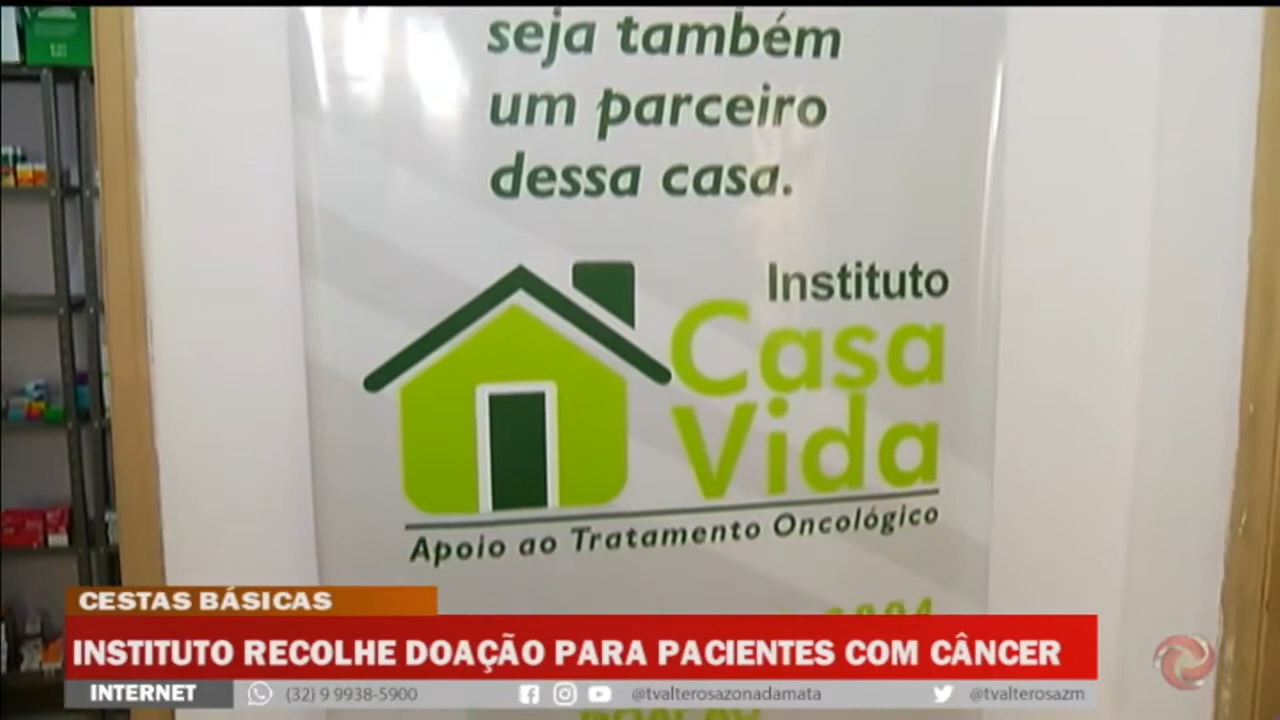 seja também
um parceiro
dessa casa.
Instituto
Casa
Vida
Apoio ao Tratamento Oncológico
CESTAS BÁSICAS
INSTITUTO RECOLHE DOAÇÃO PARA PACIENTES COM CÂNCER
INTERNET (32) 9 9938-5900 @tvalterosazonadamata @tvalterosazm